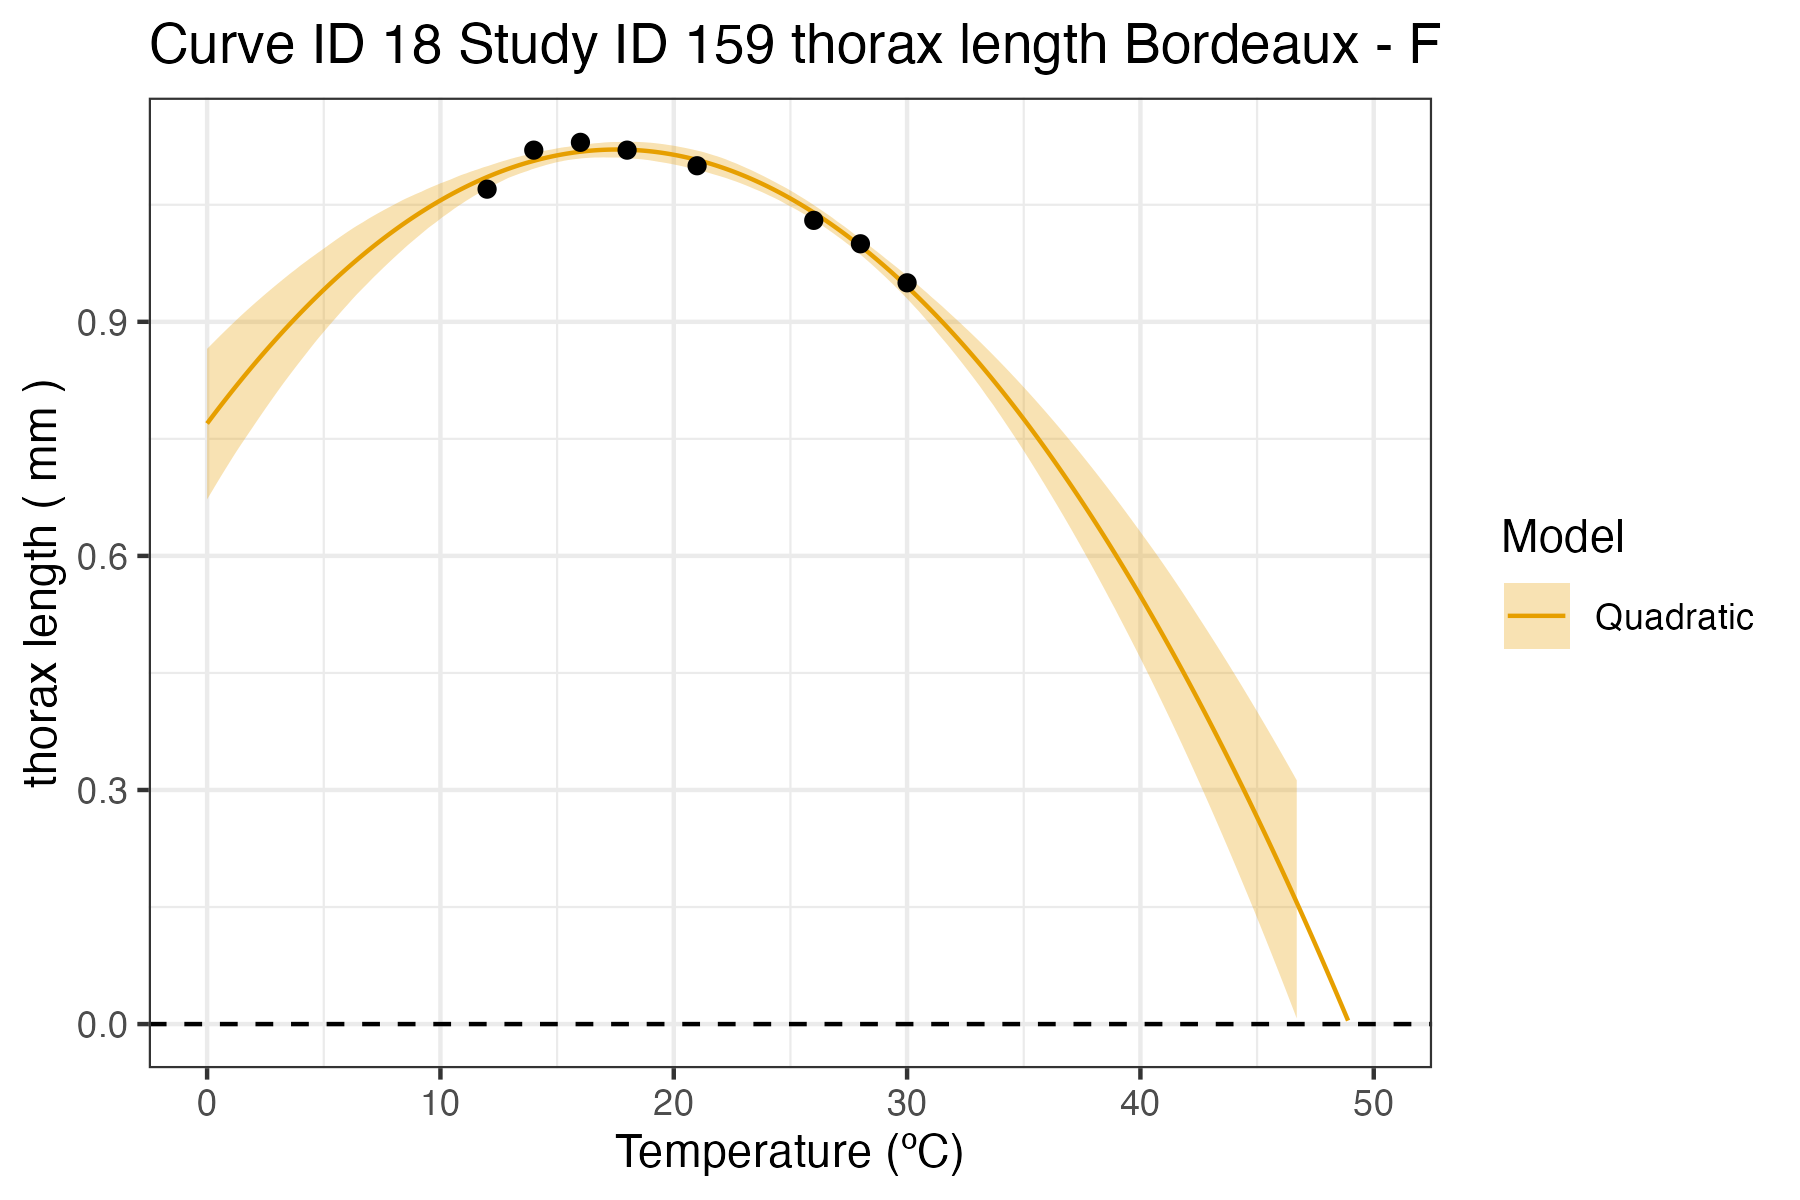 Curve ID 18 Study ID 159 thorax length Bordeaux - F
thorax length ( mm )
0.9
0.6
0.3
0.0
0 10 20 30 40 50
Temperature (ºC)
Model
Quadratic